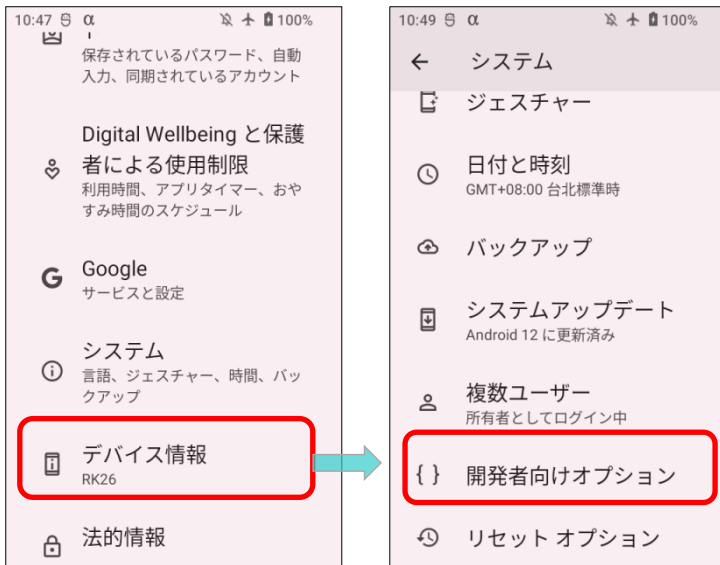 10:47 α 100%
保存されているパスワード、自動
入力、同期されているアカウント
Digital Wellbeing と保護
者による使用制限
利用時間、アプリタイマー、おや
すみ時間のスケジュール
Google
サービスと設定
システム
言語、ジェスチャー、時間、バッ
クアップ
デバイス情報
RK26
法的情報
10:49 α 100%
システム
ジェスチャー
日付と時刻
GMT+08:00 台北標準時
バックアップ
システムアップデート
Android 12 に更新済み
複数ユーザー
所有者としてログイン中
{ } 開発者向けオプション
リセット オプション